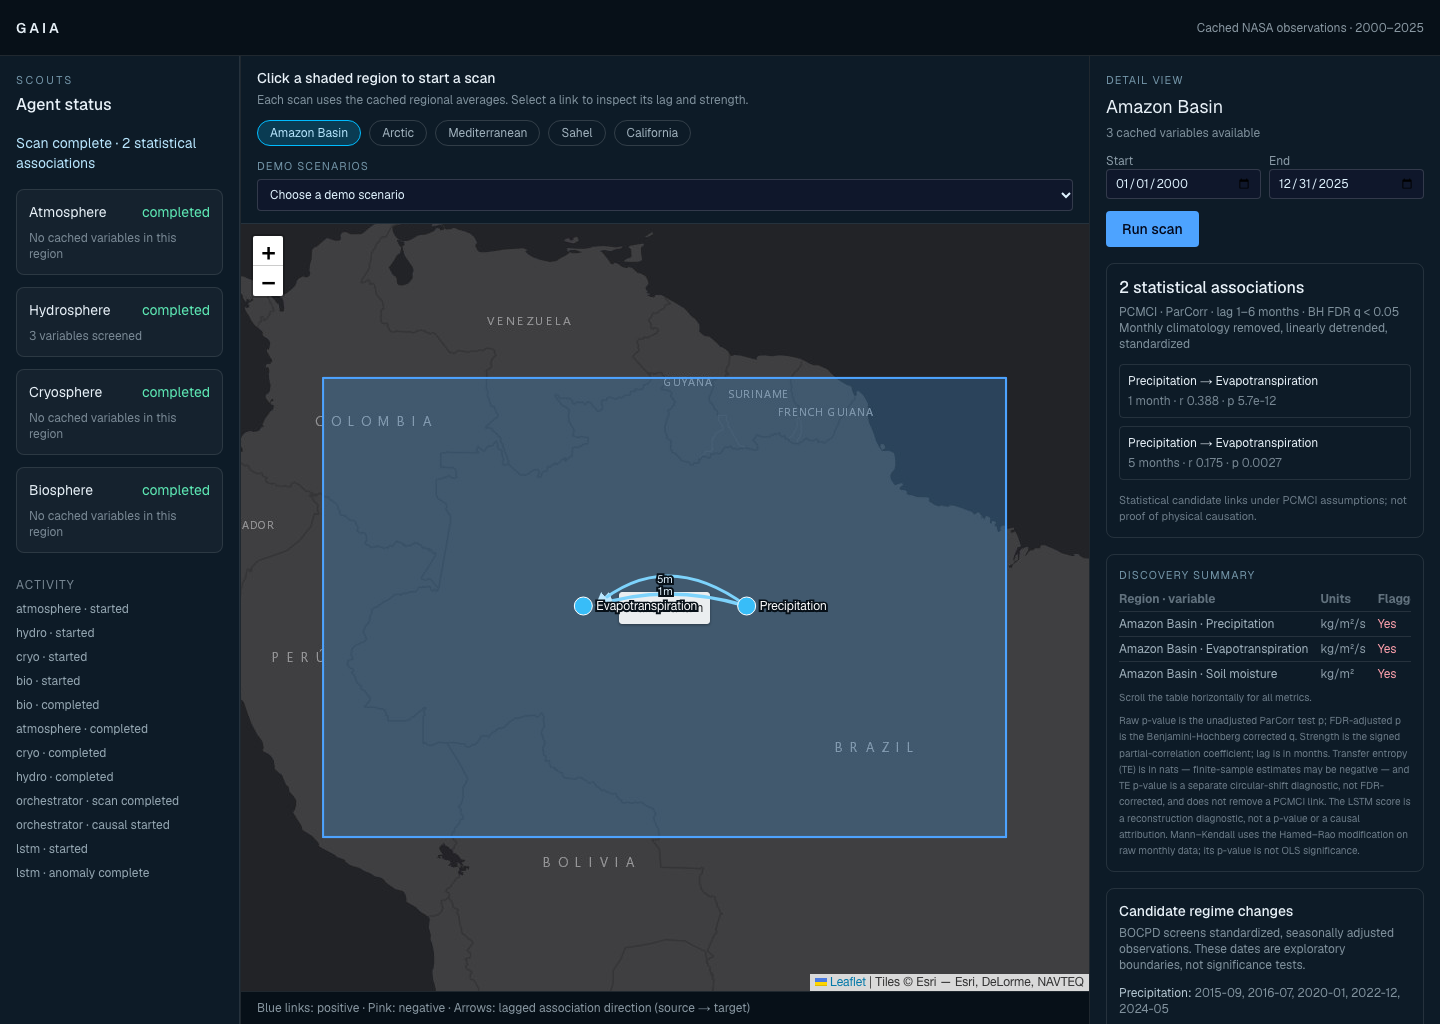 GAIA
Cached NASA observations · 2000–2025
SCOUTS
Agent status
Scan complete · 2 statistical
associations
Atmosphere completed
No cached variables in this
region
Hydrosphere completed
3 variables screened
Cryosphere completed
No cached variables in this
region
Biosphere completed
No cached variables in this
region
ACTIVITY
atmosphere · started
hydro · started
cryo · started
bio · started
bio · completed
atmosphere · completed
cryo · completed
hydro · completed
orchestrator · scan completed
orchestrator · causal started
lstm · started
lstm · anomaly complete
Click a shaded region to start a scan
Each scan uses the cached regional averages. Select a link to inspect its lag and strength.
Amazon Basin Arctic Mediterranean Sahel California
DEMO SCENARIOS
Choose a demo scenario
+
−
VENEZUELA
GUYANA
SURINAME
FRENCH GUIANA
COLOMBIA
ADOR
5m
1m
Evapotranspiration Precipitation
PERÚ
BRAZIL
BOLIVIA
Leaflet | Tiles © Esri — Esri, DeLorme, NAVTEQ
Blue links: positive · Pink: negative · Arrows: lagged association direction (source → target)
DETAIL VIEW
Amazon Basin
3 cached variables available
Start End
01/01/2000 12/31/2025
Run scan
2 statistical associations
PCMCI · ParCorr · lag 1–6 months · BH FDR q < 0.05
Monthly climatology removed, linearly detrended,
standardized
Precipitation → Evapotranspiration
1 month · r 0.388 · p 5.7e-12
Precipitation → Evapotranspiration
5 months · r 0.175 · p 0.0027
Statistical candidate links under PCMCI assumptions; not
proof of physical causation.
DISCOVERY SUMMARY
Region · variable Units Flagg
Amazon Basin · Precipitation kg/m²/s Yes
Amazon Basin · Evapotranspiration kg/m²/s Yes
Amazon Basin · Soil moisture kg/m² Yes
Scroll the table horizontally for all metrics.
Raw p-value is the unadjusted ParCorr test p; FDR-adjusted p
is the Benjamini-Hochberg corrected q. Strength is the signed
partial-correlation coefficient; lag is in months. Transfer entropy
(TE) is in nats — finite-sample estimates may be negative — and
TE p-value is a separate circular-shift diagnostic, not FDR-
corrected, and does not remove a PCMCI link. The LSTM score is
a reconstruction diagnostic, not a p-value or a causal
attribution. Mann–Kendall uses the Hamed–Rao modification on
raw monthly data; its p-value is not OLS significance.
Candidate regime changes
BOCPD screens standardized, seasonally adjusted
observations. These dates are exploratory
boundaries, not significance tests.
Precipitation: 2015-09, 2016-07, 2020-01, 2022-12,
2024-05